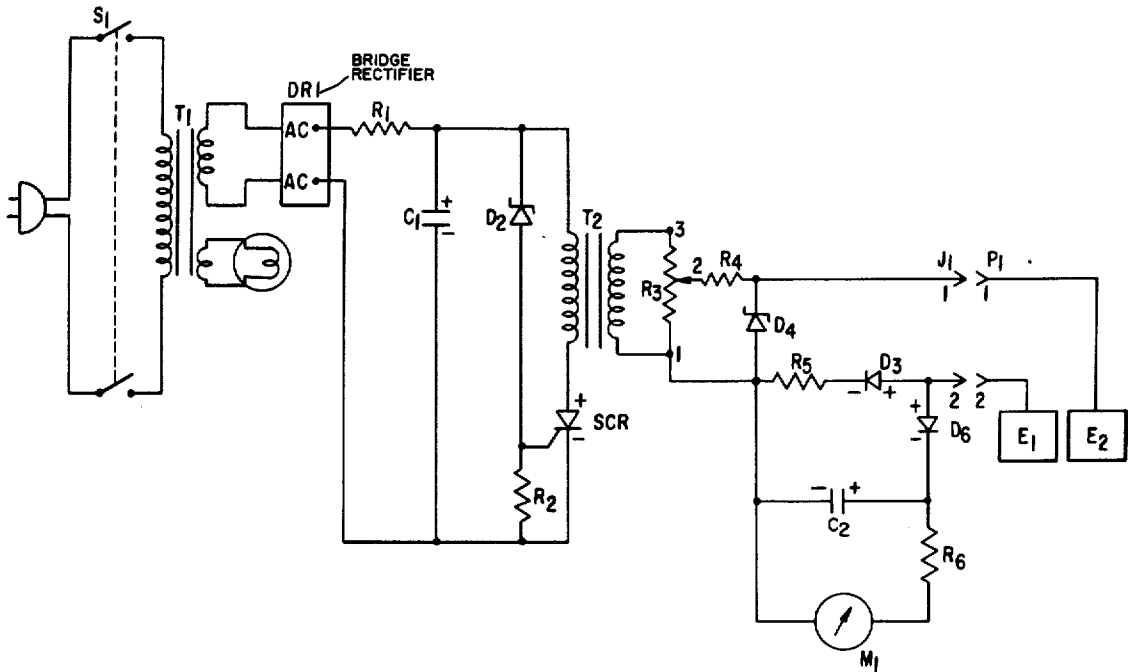 S1
BRIDGE
RECTIFIER
DR1
T1
AC
AC
R1
C1
+
-
D2
T2
3
R3
2
R4
1
J1
1
P1
1
D4
R5
D3
-
+
2
2
+
-
D6
E1
E2
+
-
SCR
R2
-
+
C2
R6
M1